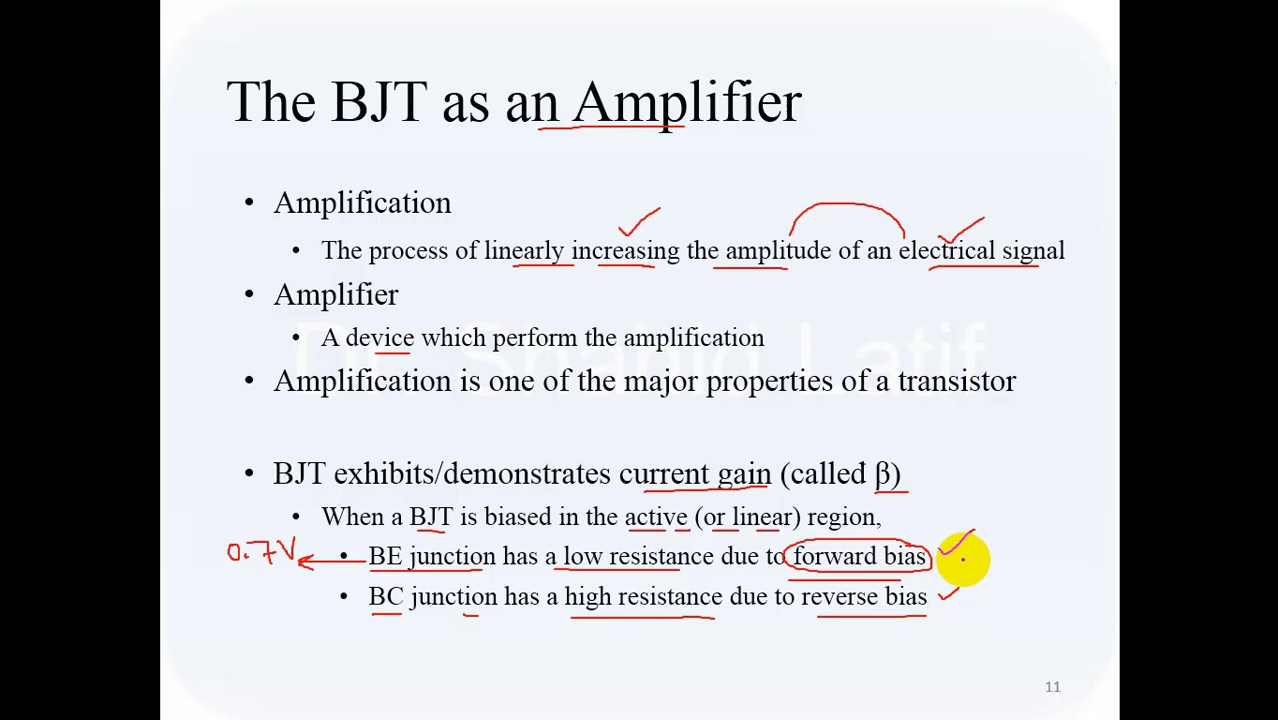 The BJT as an Amplifier
• Amplification
• The process of linearly increasing the amplitude of an electrical signal
• Amplifier
• A device which perform the amplification
Dr. Shahid Latif
• Amplification is one of the major properties of a transistor
• BJT exhibits/demonstrates current gain (called β)
• When a BJT is biased in the active (or linear) region,
0.7V • BE junction has a low resistance due to forward bias
• BC junction has a high resistance due to reverse bias
11